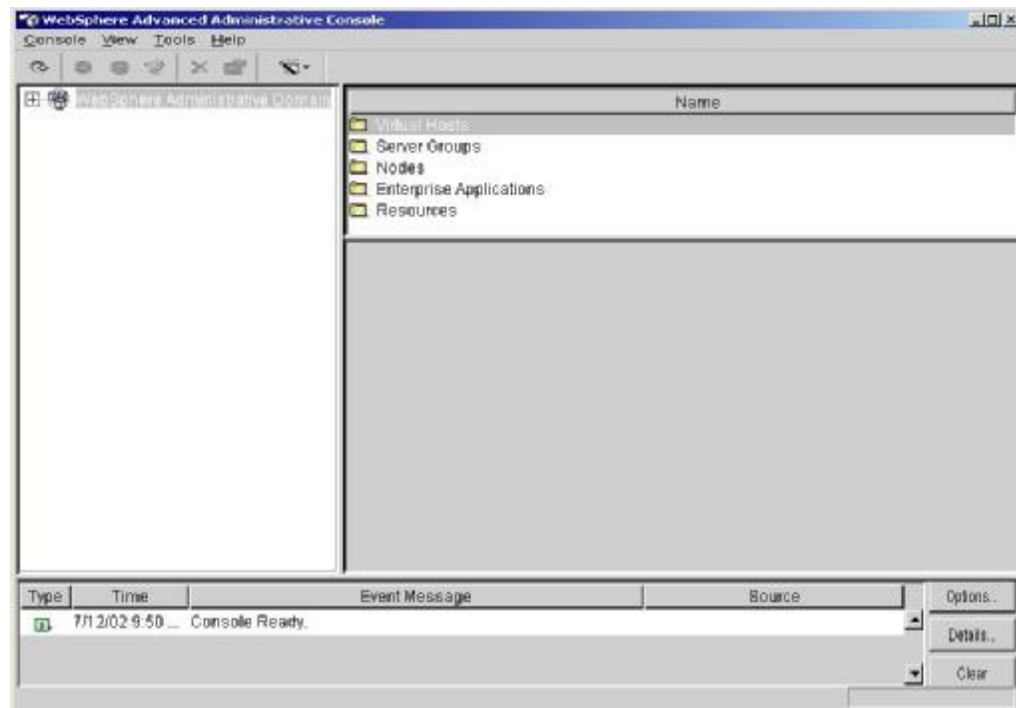 WebSphere Advanced Administrative Console
Console View Tools Help
WebSphere Administrative Domain
Name
Virtual Hosts
Server Groups
Nodes
Enterprise Applications
Resources
Type Time Event Message Source
7/12/02 9:50 ... Console Ready.
Options...
Details...
Clear